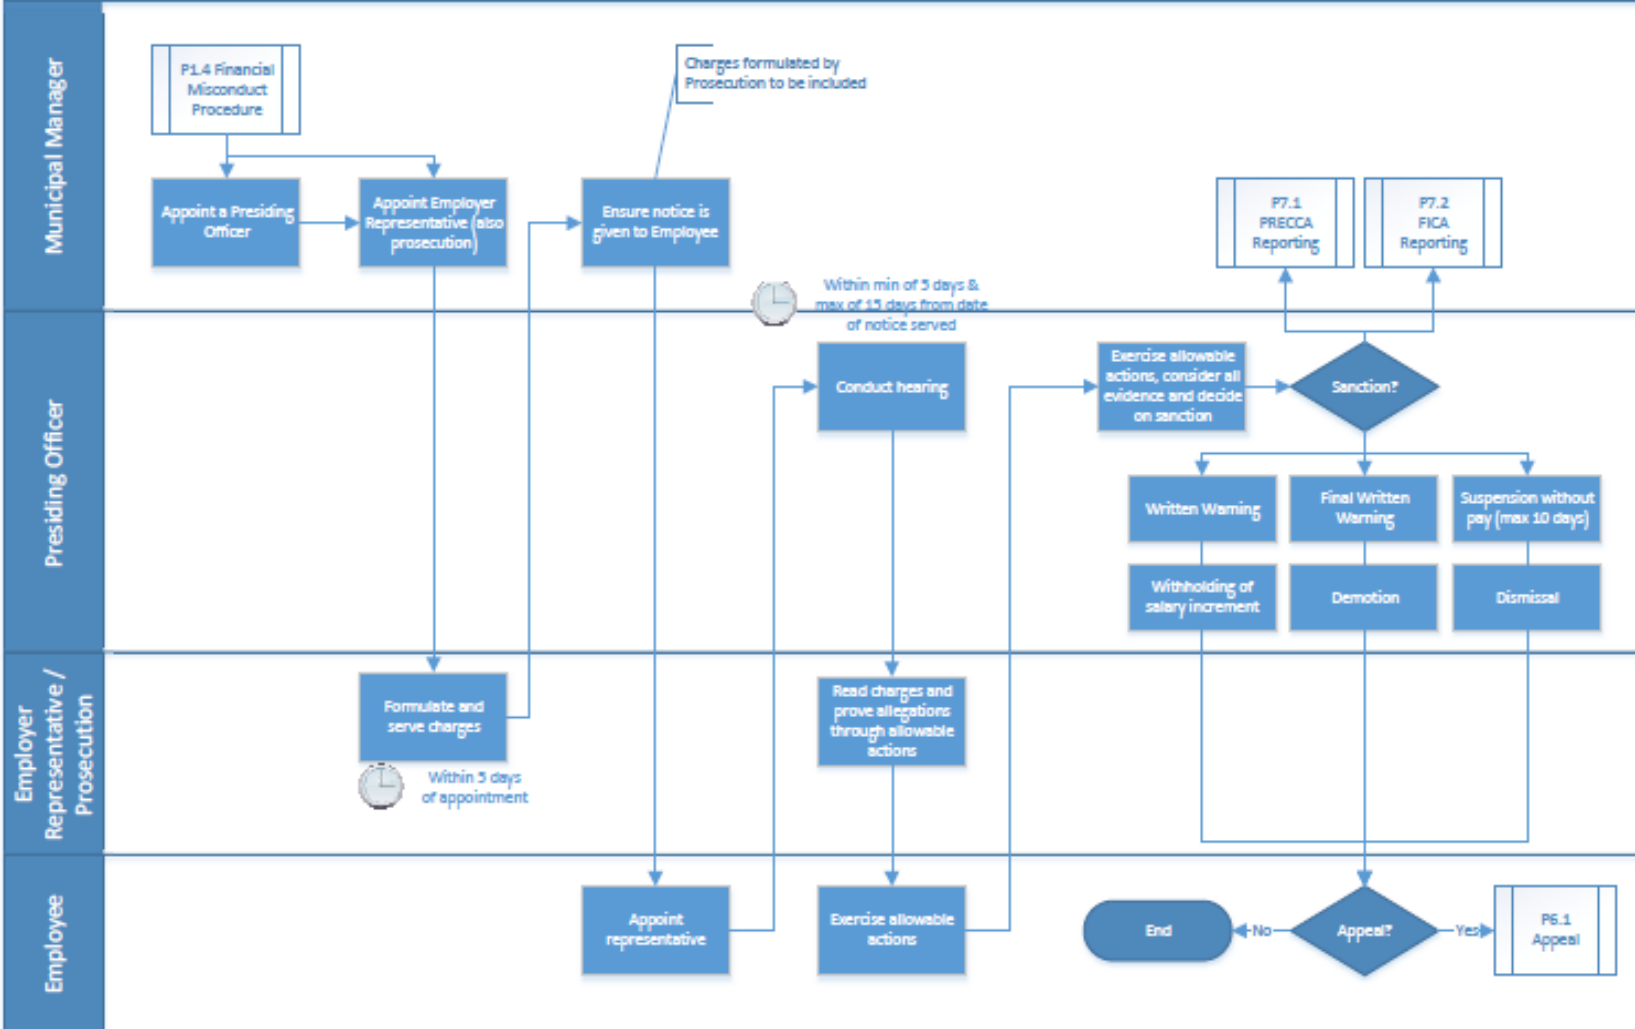 Municipal Manager
P1.4 Financial
Misconduct
Procedure
Charges formulated by
Prosecution to be included
Appoint a Presiding
Officer
Appoint Employer
Representative (also
prosecution)
Ensure notice is
given to Employee
P7.1
PRECCA
Reporting
P7.2
FICA
Reporting
Within min of 5 days &
max of 15 days from date
of notice served
Presiding Officer
Conduct hearing
Exercise allowable
actions, consider all
evidence and decide
on sanction
Sanction?
Written Warning
Final Written
Warning
Suspension without
pay (max 10 days)
Withholding of
salary increment
Demotion
Dismissal
Employer
Representative /
Prosecution
Formulate and
serve charges
Within 5 days
of appointment
Read charges and
prove allegations
through allowable
actions
Employee
Appoint
representative
Exercise allowable
actions
End
No
Appeal?
Yes
P6.1
Appeal